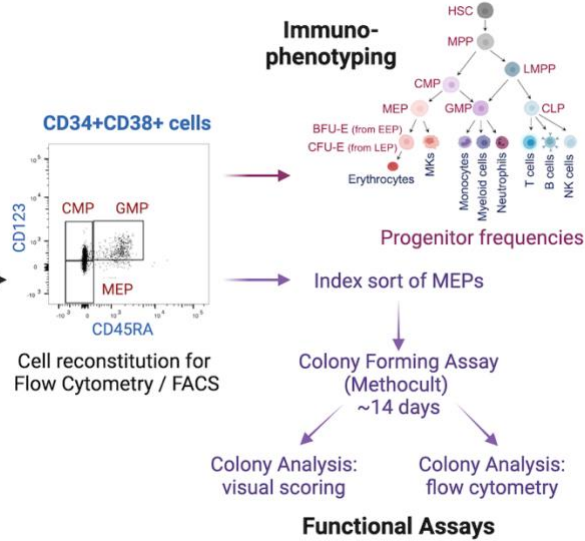 Immuno-
phenotyping
HSC
MPP
LMPP
CMP
MEP
GMP
CLP
BFU-E (from EEP)
CFU-E (from LEP)
Erythrocytes
MKs
Monocytes
Myeloid cells
Neutrophils
T cells
B cells
NK cells
Progenitor frequencies
CD34+CD38+ cells
CD123
CMP
GMP
MEP
CD45RA
Cell reconstitution for
Flow Cytometry / FACS
Index sort of MEPs
Colony Forming Assay
(Methocult)
~14 days
Colony Analysis:
visual scoring
Colony Analysis:
flow cytometry
Functional Assays